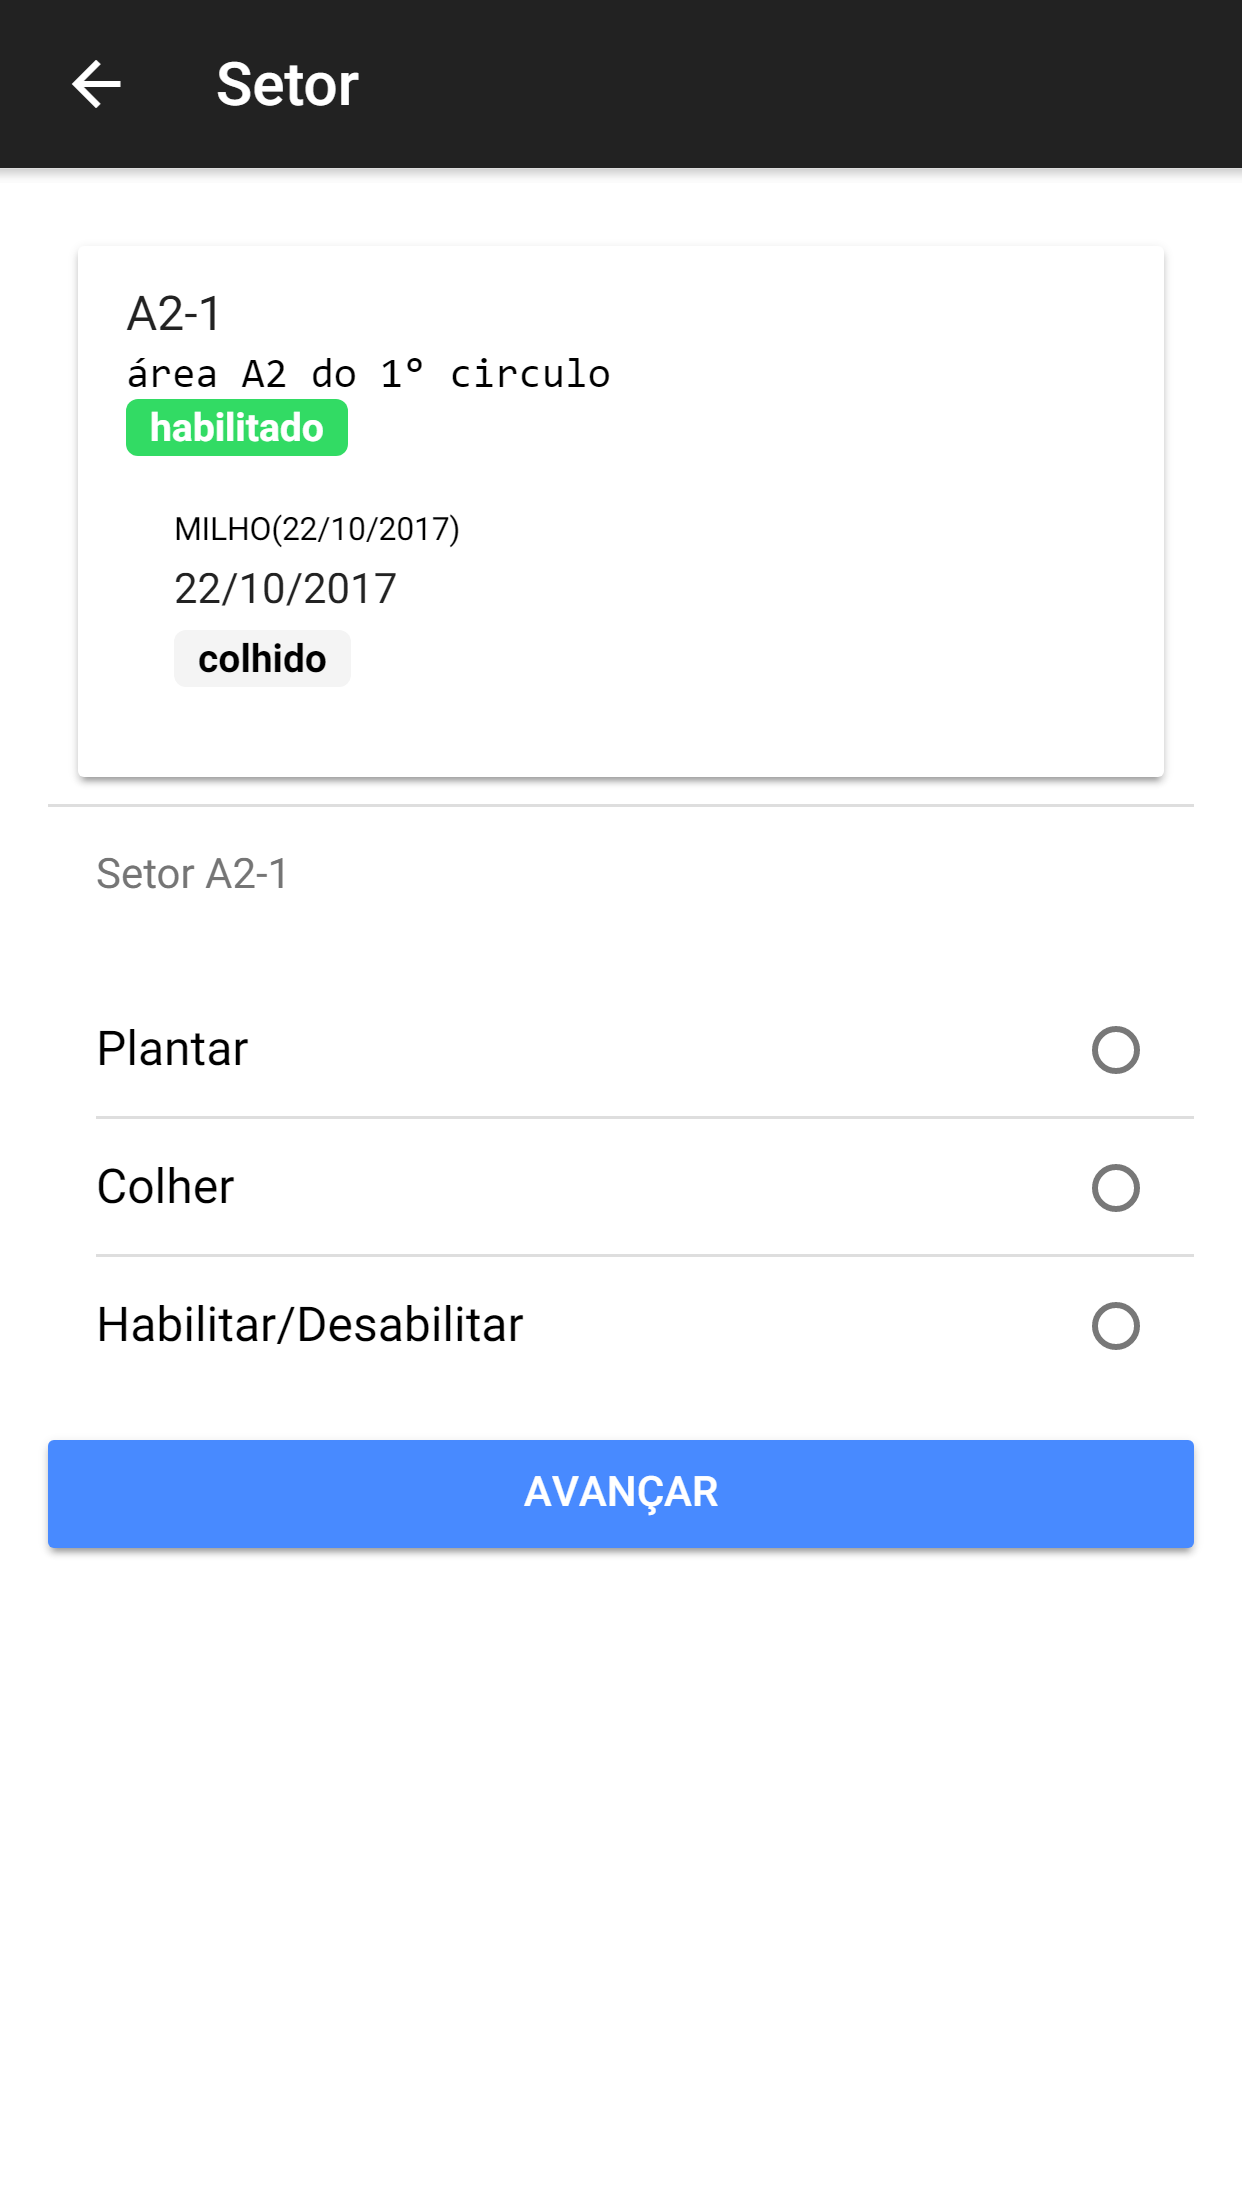 Setor
A2-1
área A2 do 1º circulo
habilitado
MILHO(22/10/2017)
22/10/2017
colhido
Setor A2-1
Plantar
Colher
Habilitar/Desabilitar
AVANÇAR